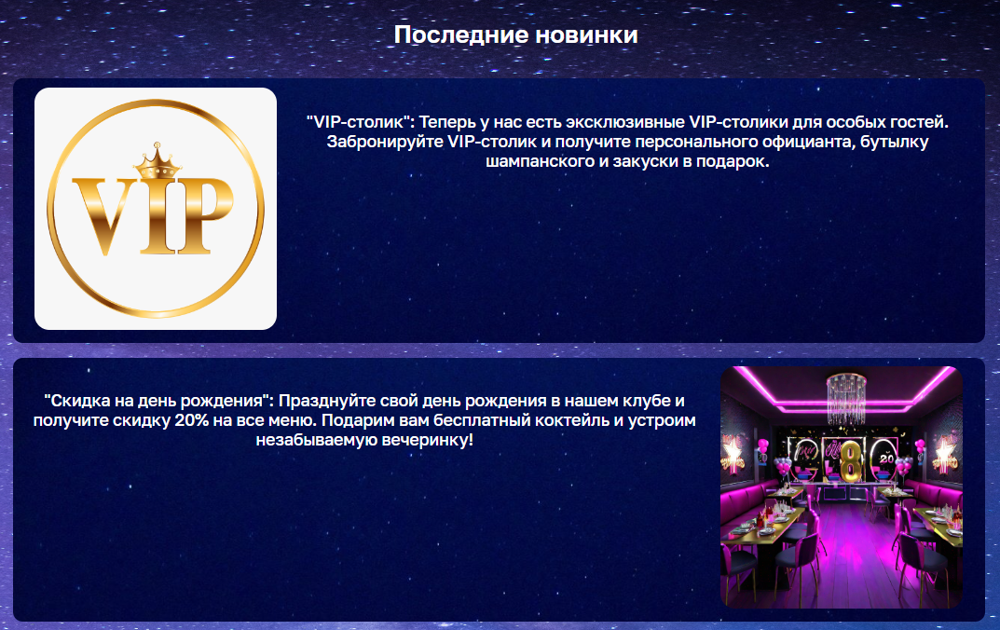 Последние новинки
VIP
"VIP-столик": Теперь у нас есть эксклюзивные VIP-столики для особых гостей.
Забронируйте VIP-столик и получите персонального официанта, бутылку
шампанского и закуски в подарок.
"Скидка на день рождения": Празднуйте свой день рождения в нашем клубе и
получите скидку 20% на все меню. Подарим вам бесплатный коктейль и устроим
незабываемую вечеринку!
8
20